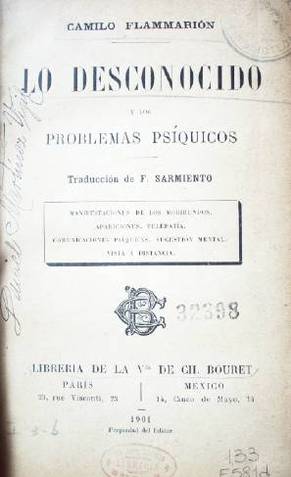 CAMILO FLAMMARIÓN
LO DESCONOCIDO
Y LOS
PROBLEMAS PSÍQUICOS
Traducción de F. SARMIENTO
MANIFESTACIONES DE LOS MORIBUNDOS,
APARICIONES, TELEPATÍA,
COMUNICACIONES PSÍQUICAS, SUGESTIÓN MENTAL,
VISTA Á DISTANCIA.
32398
LIBRERIA DE LA Vda DE CH. BOURET
PARÍS
23, rue Visconti, 23
MÉXICO
14, Cinco de Mayo, 14
1901
Propiedad del Editor
133